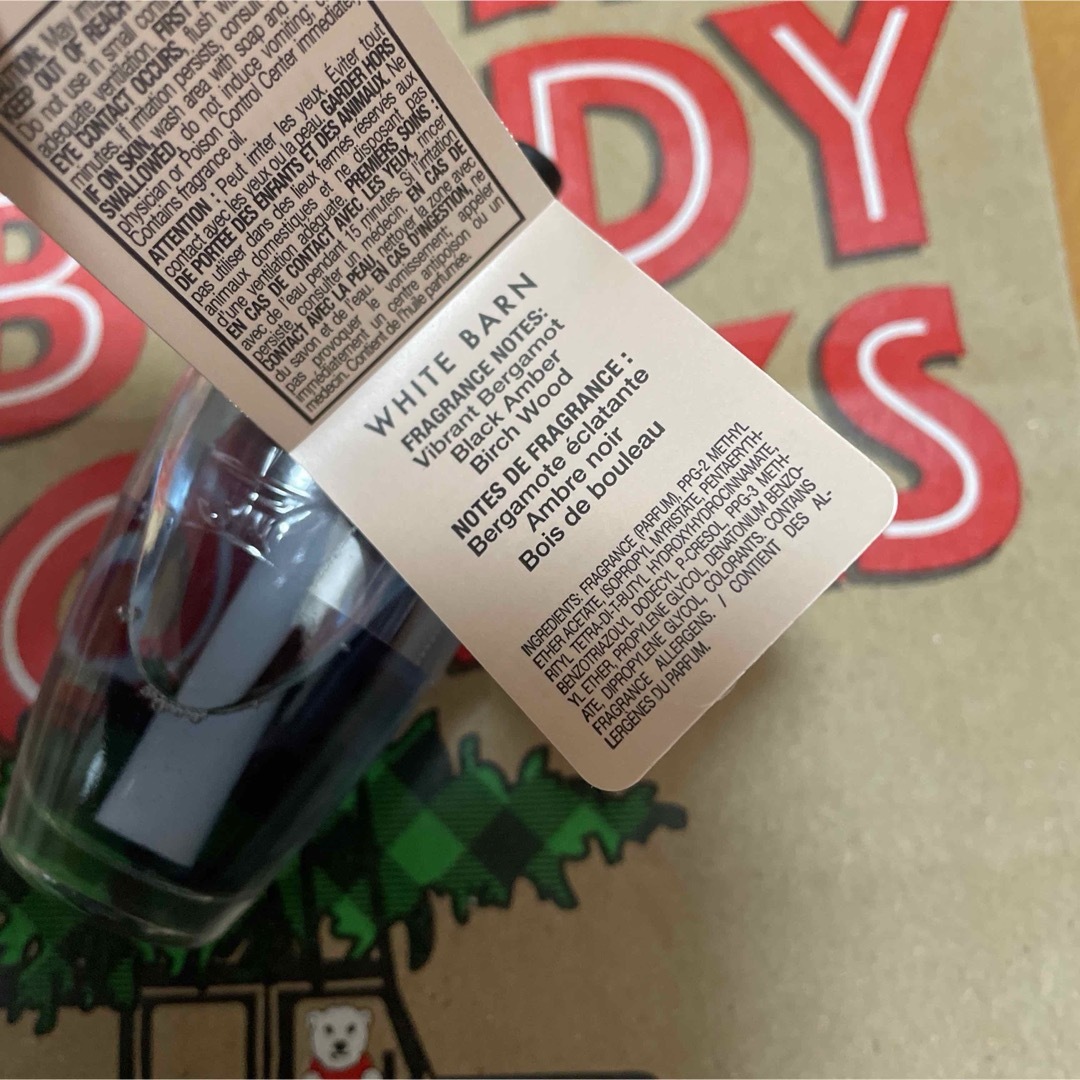 CAUTION: May
KEEP OUT OF REACH
Do not use in small
adequate ventilation. FIRST
EYE CONTACT OCCURS, flush
minutes. If irritation persists, consult
IF ON SKIN, wash area with soap and
SWALLOWED, do not induce vomiting,
Physician or Poison Control Center immediately
Contains fragrance oil
ATTENTION : Peut irriter les yeux. Éviter tout
contact avec les yeux ou la peau. GARDER HORS
DE PORTÉE DES ENFANTS ET DES ANIMAUX. Ne
pas utiliser dans des lieux fermés réservés aux
animaux domestiques et ne disposant pas
d'une ventilation adéquate. PREMIERS SOINS :
EN CAS DE CONTACT AVEC LES YEUX, rincer
avec de l'eau pendant 15 minutes. Si l'irritation
persiste, consulter un médecin. EN CAS DE
CONTACT AVEC LA PEAU, nettoyer la zone avec
du savon et de l'eau. EN CAS D'INGESTION, ne
pas provoquer le vomissement; appeler
immédiatement un centre antipoison ou un
médecin. Contient de l'huile parfumée.
WHITE BARN
FRAGRANCE NOTES:
Vibrant Bergamot
Black Amber
Birch Wood
NOTES DE FRAGRANCE :
Bergamote éclatante
Ambre noir
Bois de bouleau
INGREDIENTS: FRAGRANCE (PARFUM), PPG-2 METHYL
ETHER ACETATE, ISOPROPYL MYRISTATE, PENTAERYTH-
RITYL TETRA-DI-T-BUTYL HYDROXYHYDROCINNAMATE,
BENZOTRIAZOLYL DODECYL P-CRESOL, PPG-3 METH-
YL ETHER, PROPYLENE GLYCOL, DENATONIUM BENZO-
ATE, DIPROPYLENE GLYCOL, COLORANTS. CONTAINS
FRAGRANCE ALLERGENS. / CONTIENT DES AL-
LERGÈNES DU PARFUM.